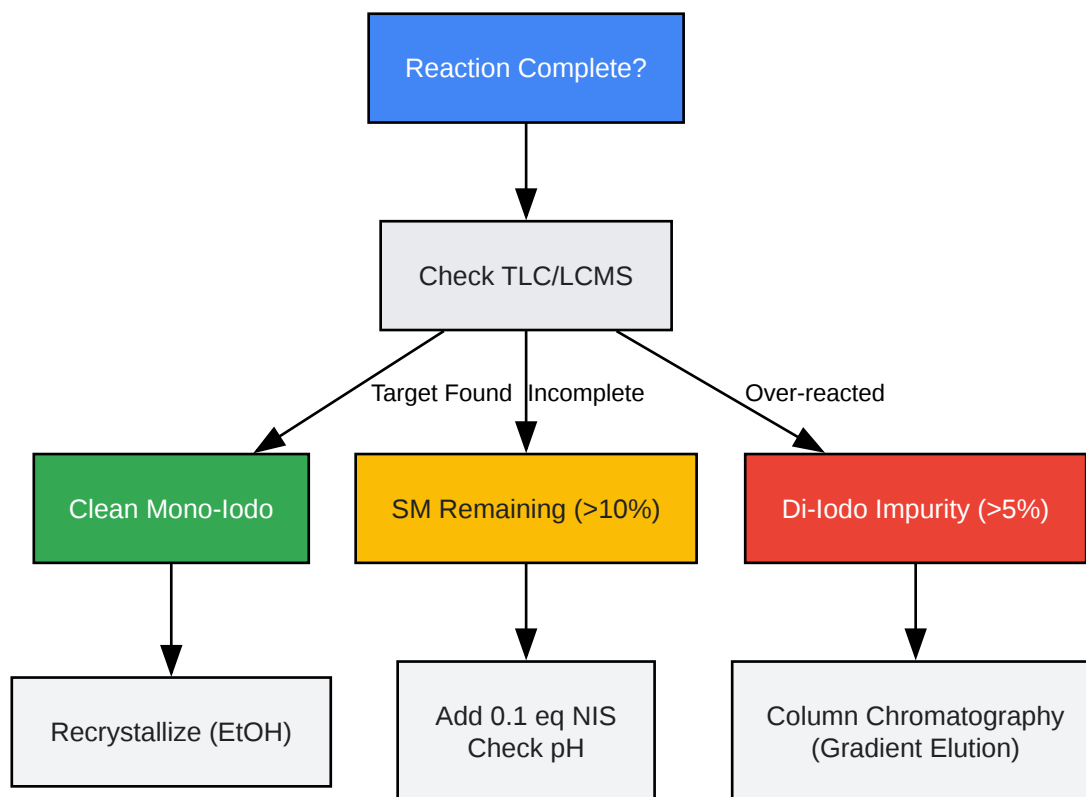 Reaction Complete?
Check TLC/LCMS
Target Found
Incomplete
Over-reacted
Clean Mono-Iodo
SM Remaining (>10%)
Di-Iodo Impurity (>5%)
Recrystallize (EtOH)
Add 0.1 eq NIS
Check pH
Column Chromatography
(Gradient Elution)